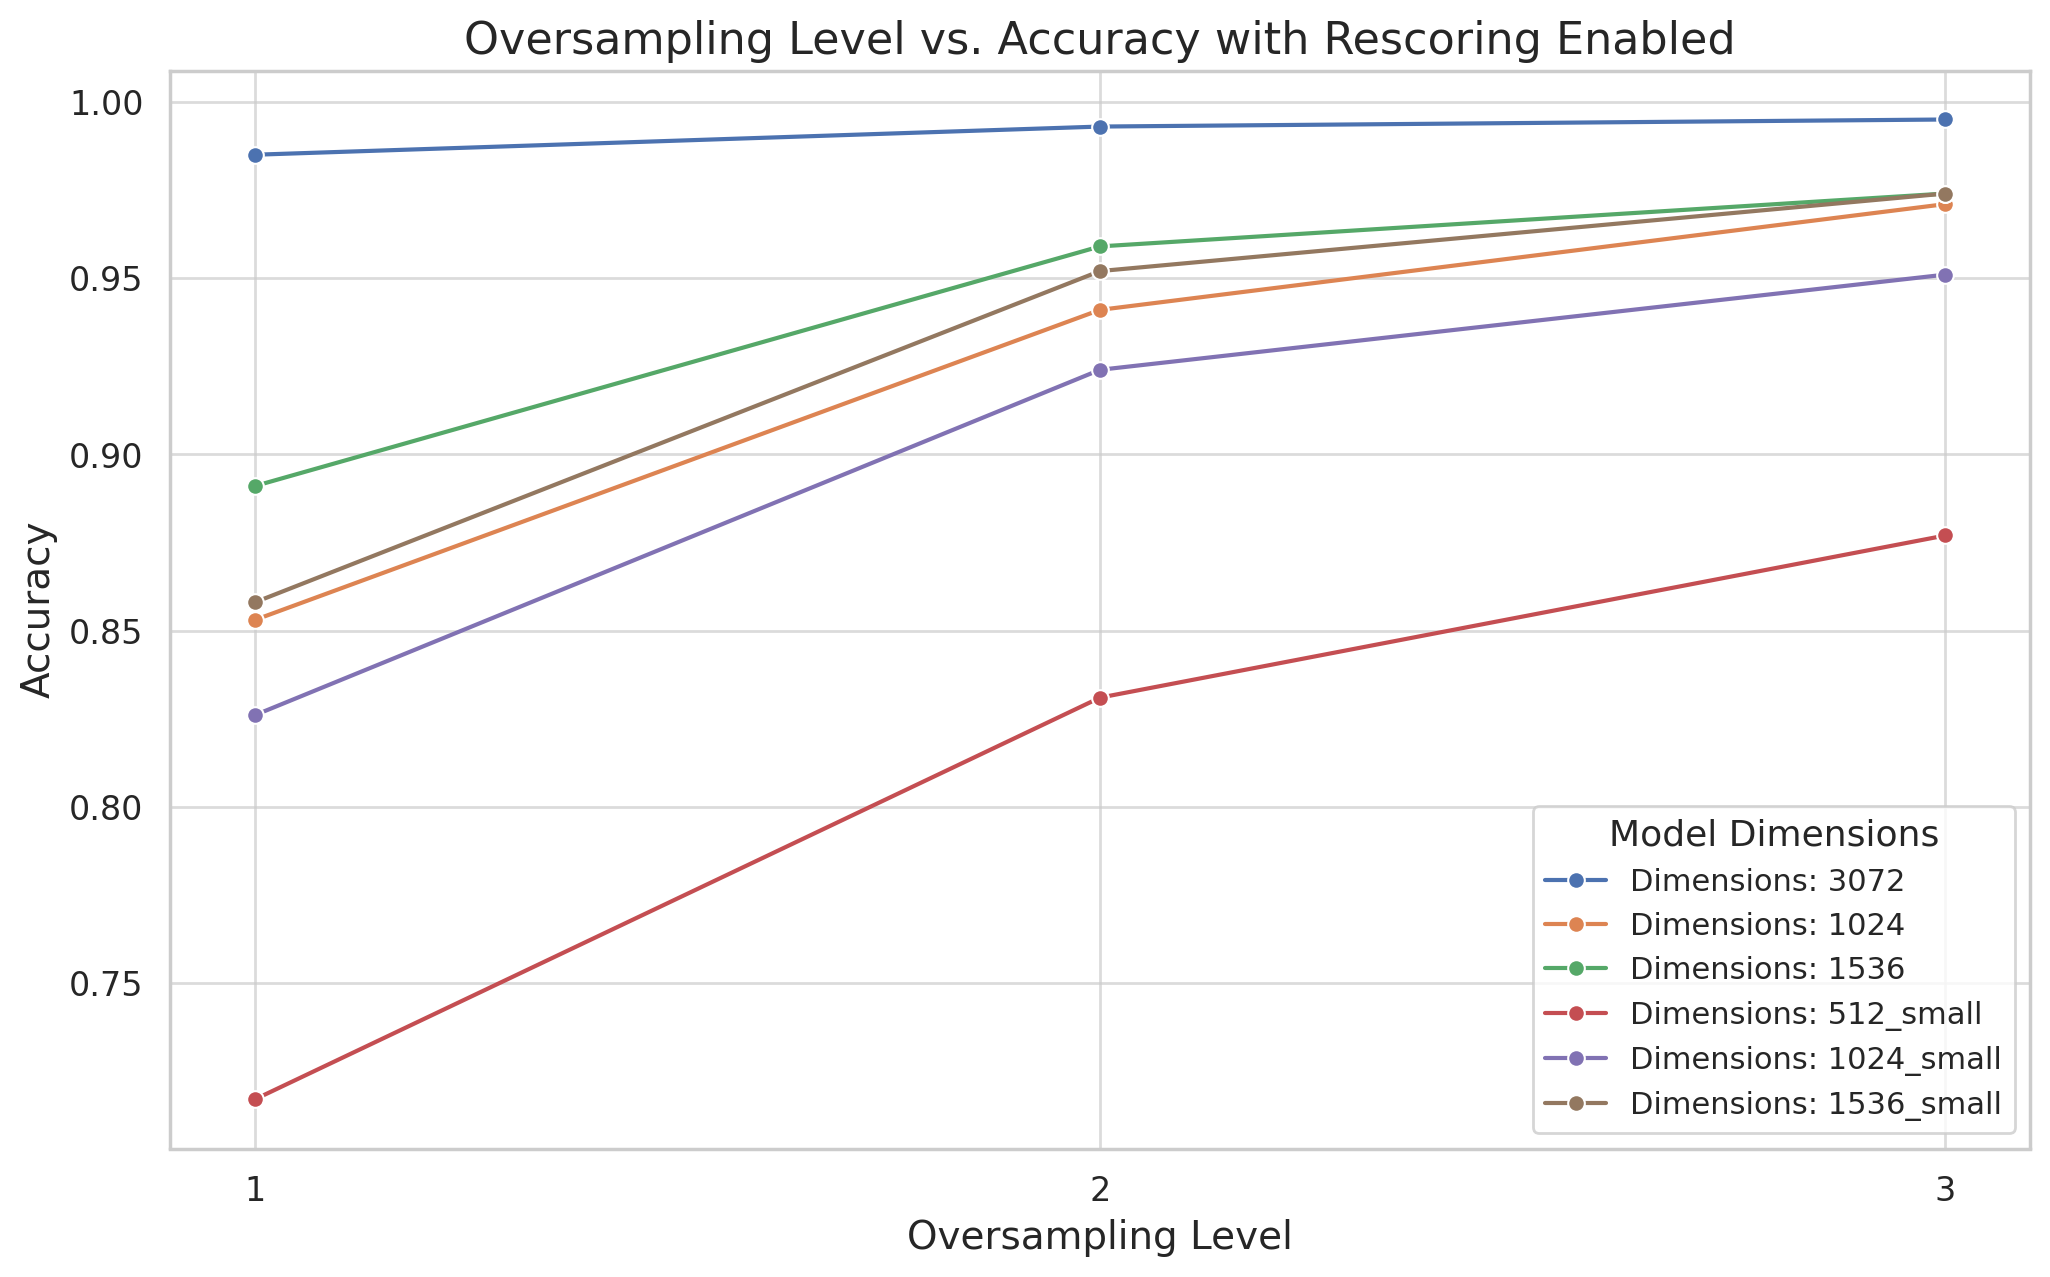 Oversampling Level vs. Accuracy with Rescoring Enabled
Accuracy
1.00
0.95
0.90
0.85
0.80
0.75
Model Dimensions
Dimensions: 3072
Dimensions: 1024
Dimensions: 1536
Dimensions: 512_small
Dimensions: 1024_small
Dimensions: 1536_small
1 2 3
Oversampling Level